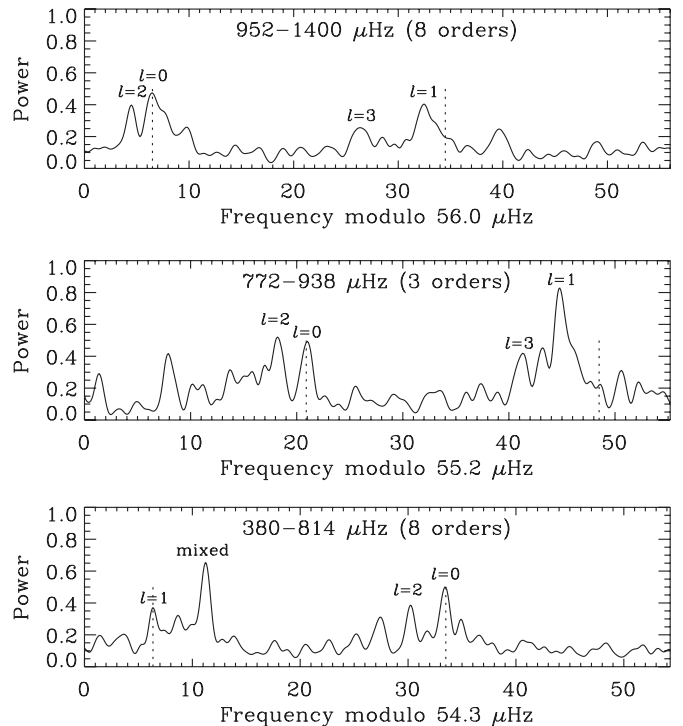 952−1400 μHz (8 orders)
1.0
0.8
0.6
0.4
0.2
0.0
Power
l=2
l=0
l=3
l=1
0 10 20 30 40 50
Frequency modulo 56.0 μHz
772−938 μHz (3 orders)
1.0
0.8
0.6
0.4
0.2
0.0
Power
l=2
l=0
l=3
l=1
0 10 20 30 40 50
Frequency modulo 55.2 μHz
380−814 μHz (8 orders)
1.0
0.8
0.6
0.4
0.2
0.0
Power
l=1
mixed
l=2
l=0
0 10 20 30 40 50
Frequency modulo 54.3 μHz